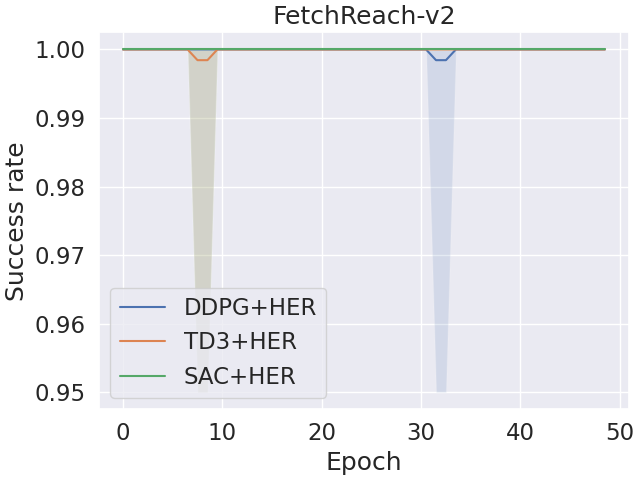 FetchReach-v2
1.00
0.99
0.98
0.97
0.96
0.95
Success rate
DDPG+HER
TD3+HER
SAC+HER
0 10 20 30 40 50
Epoch